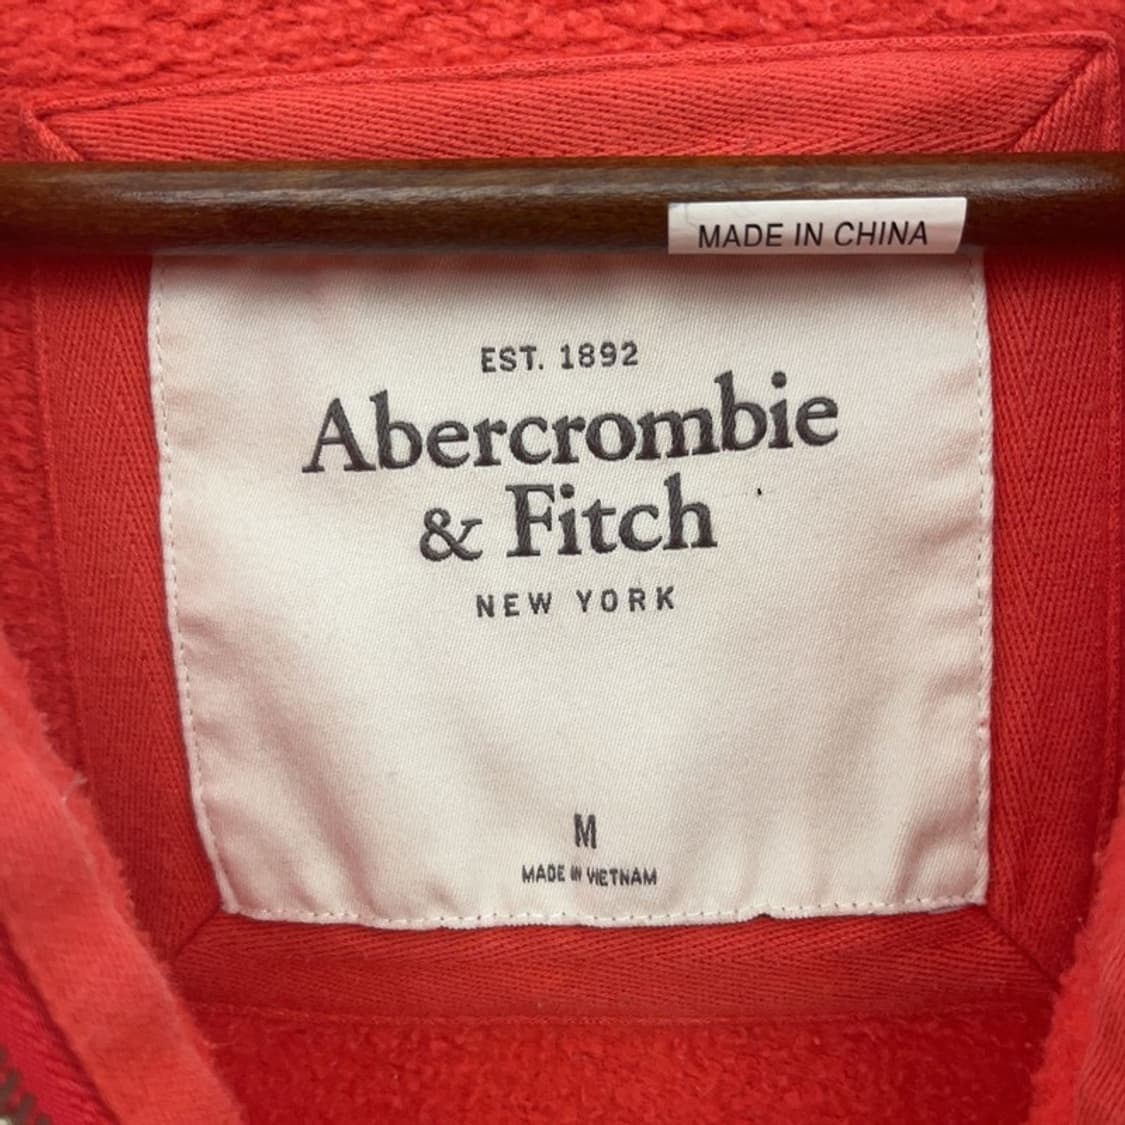 MADE IN CHINA
EST. 1892
Abercrombie
& Fitch
NEW YORK
M
MADE IN VIETNAM